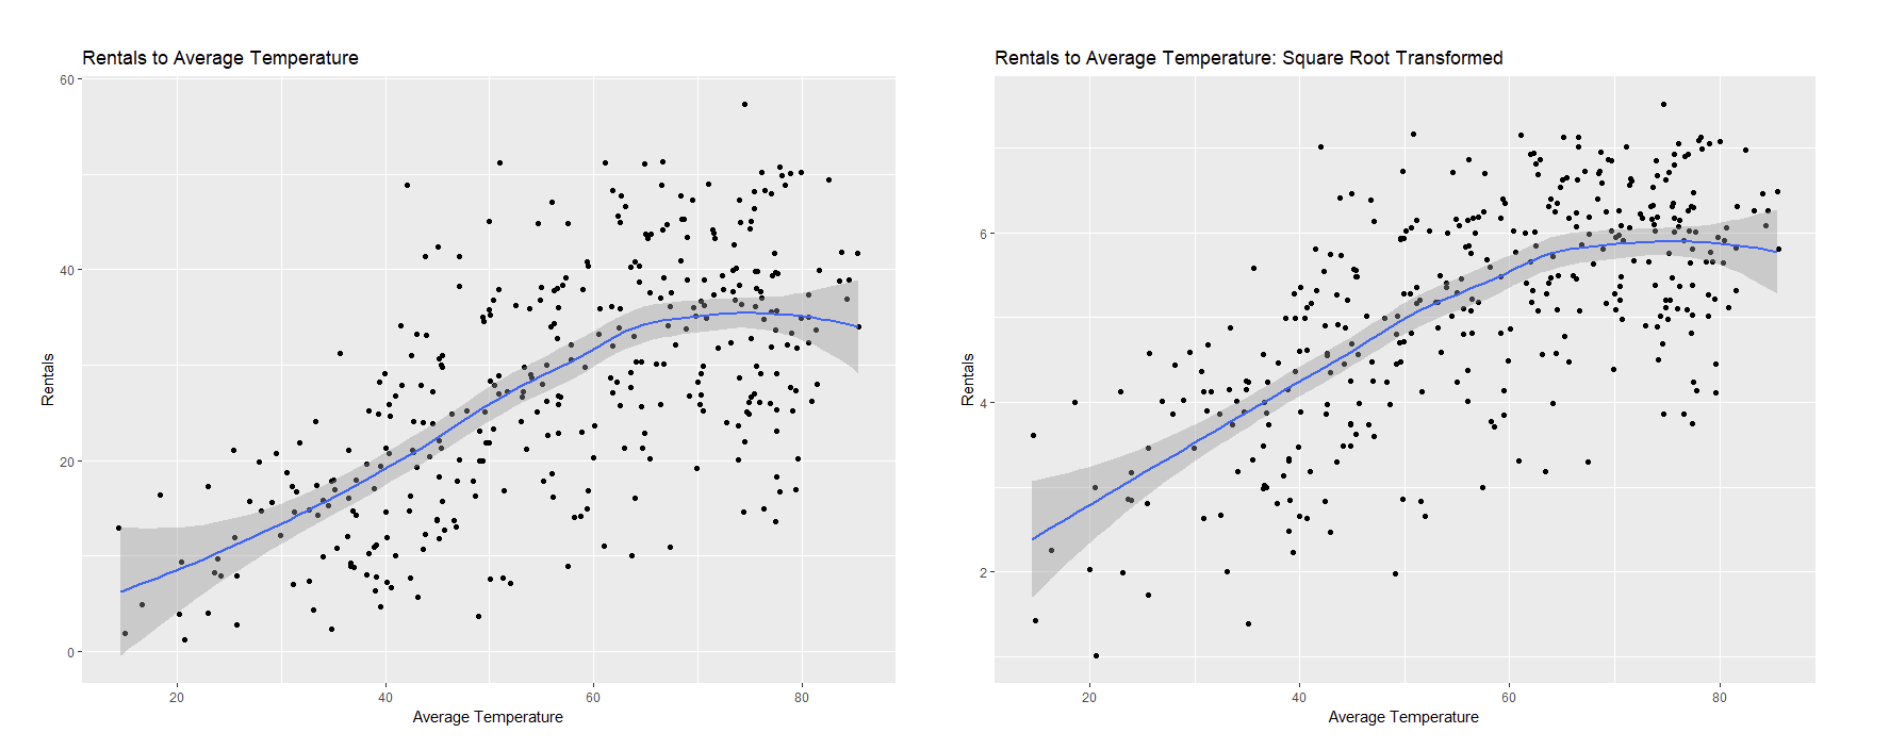 Rentals to Average Temperature
60
40
20
0
Rentals
20 40 60 80
Average Temperature
Rentals to Average Temperature: Square Root Transformed
6
4
2
Rentals
20 40 60 80
Average Temperature